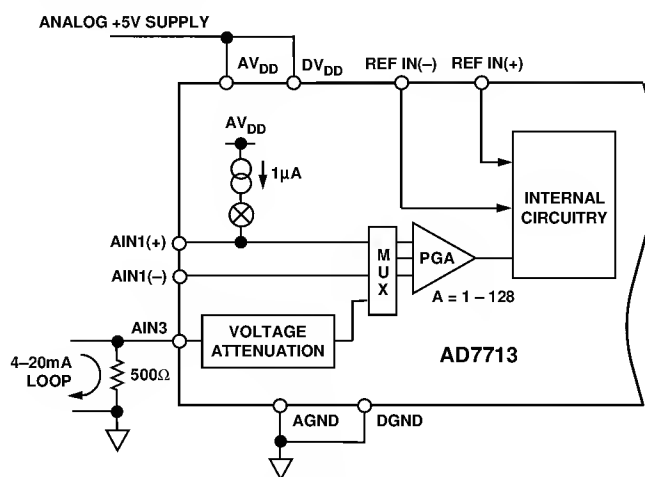 ANALOG +5V SUPPLY
AVDD
DVDD
REF IN(–)
REF IN(+)
AVDD
1µA
INTERNAL
CIRCUITRY
AIN1(+)
AIN1(–)
MUX
PGA
A = 1 – 128
AIN3
VOLTAGE
ATTENUATION
AD7713
4–20mA
LOOP
500Ω
AGND
DGND